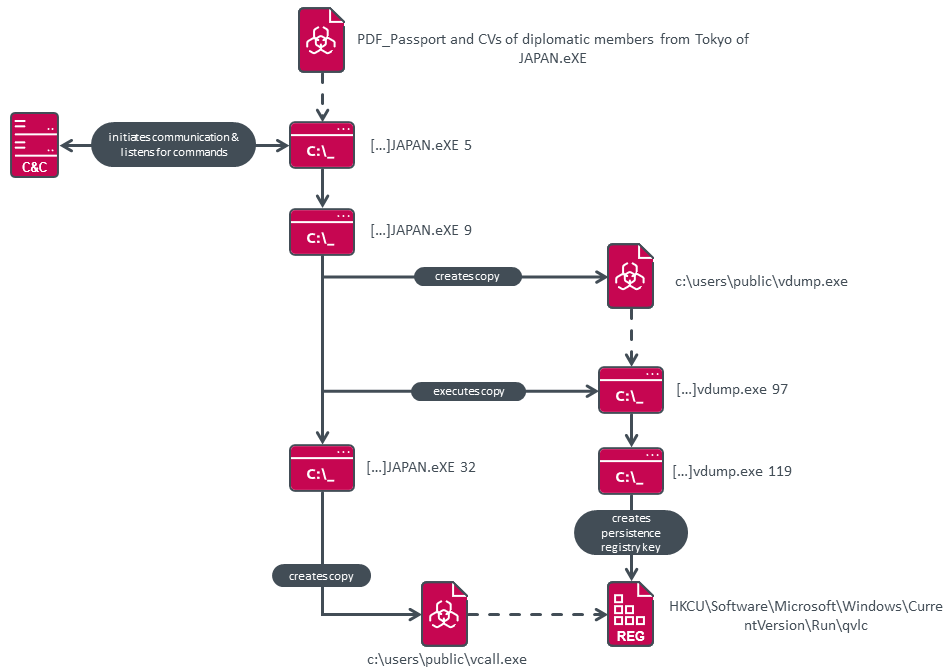 PDF_Passport and CVs of diplomatic members from Tokyo of
JAPAN.eXE
initiates communication &
listens for commands
C&C
C:\_
[...]JAPAN.eXE 5
C:\_
[...]JAPAN.eXE 9
creates copy
c:\users\public\vdump.exe
executes copy
C:\_
[...]vdump.exe 97
C:\_
[...]JAPAN.eXE 32
C:\_
[...]vdump.exe 119
creates
persistence
registry key
creates copy
HKCU\Software\Microsoft\Windows\Curre
ntVersion\Run\qvlc
REG
c:\users\public\vcall.exe